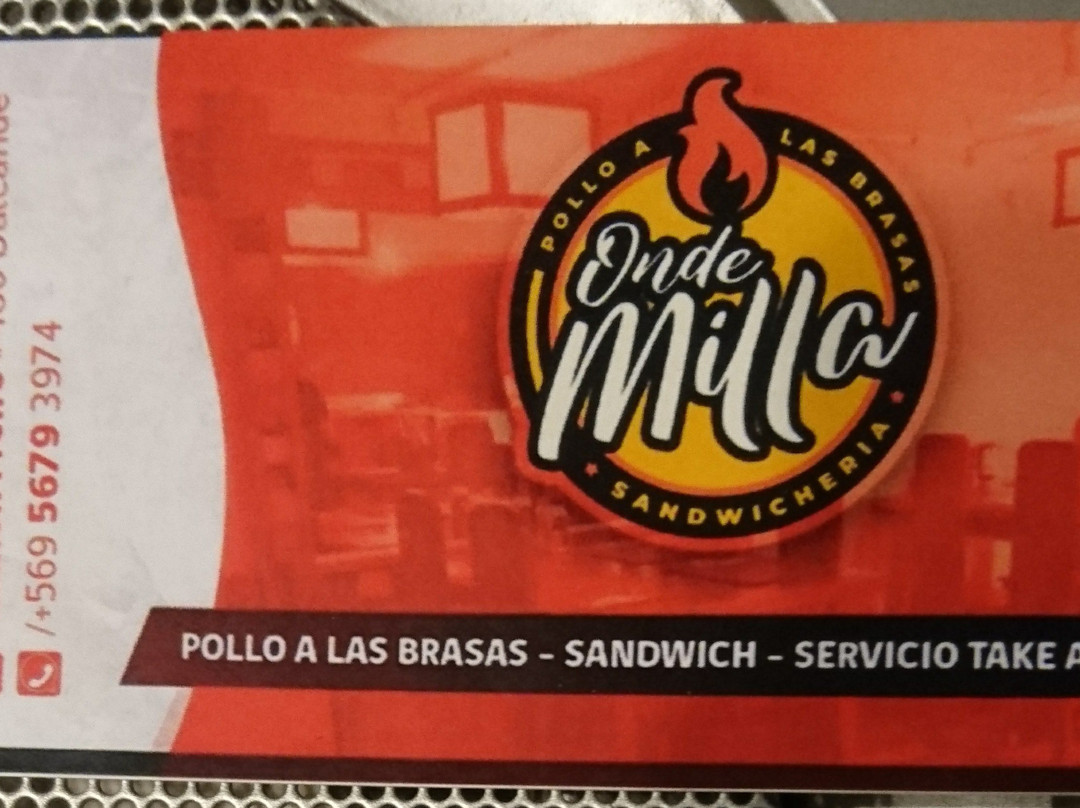 POLLO A LAS BRASAS
Onde
Milla
SANDWICHERIA
POLLO A LAS BRASAS - SANDWICH - SERVICIO TAKE
/+569 5679 3974